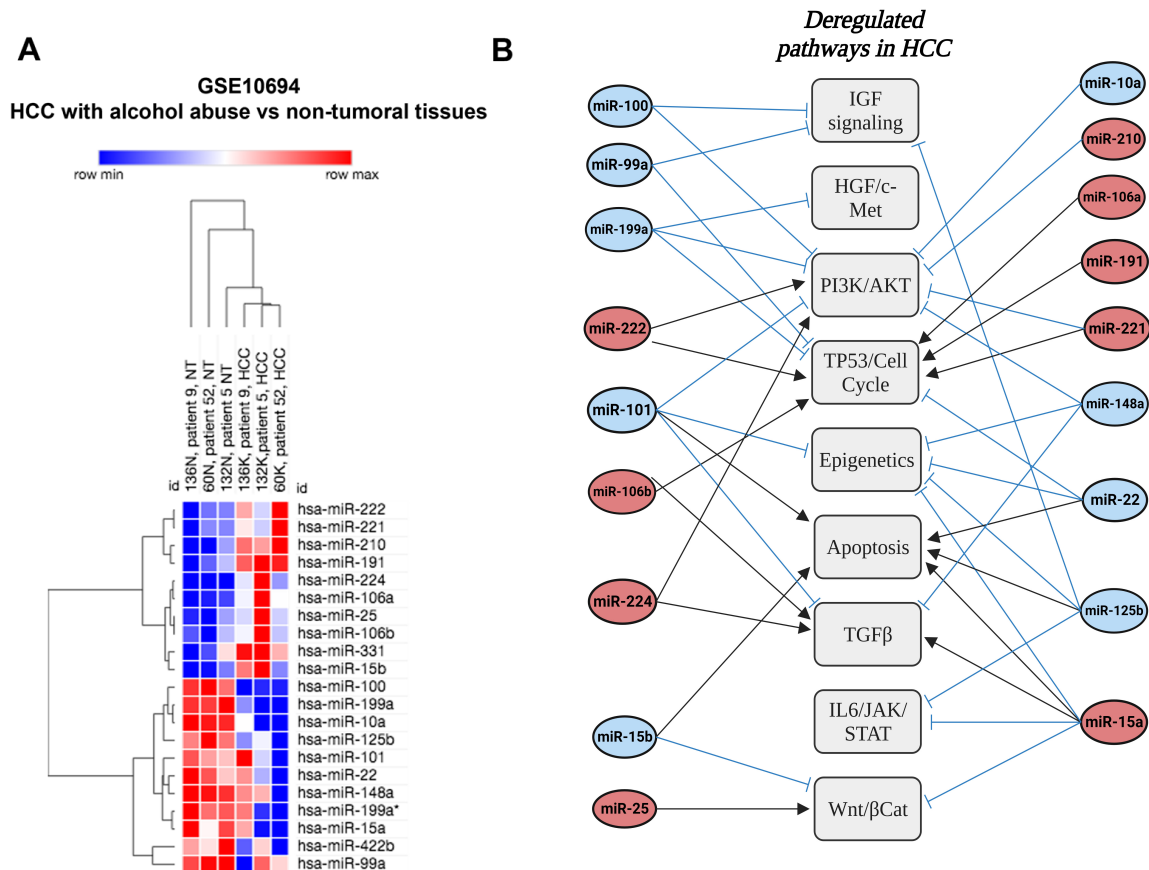 A
GSE10694
HCC with alcohol abuse vs non-tumoral tissues
row min
row max
id
136N, patient 9, NT
60N, patient 52, NT
132N, patient 5 NT
136K, patient 9, HCC
132K,patient 5, HCC
60K, patient 52, HCC
id
hsa-miR-222
hsa-miR-221
hsa-miR-210
hsa-miR-191
hsa-miR-224
hsa-miR-106a
hsa-miR-25
hsa-miR-106b
hsa-miR-331
hsa-miR-15b
hsa-miR-100
hsa-miR-199a
hsa-miR-10a
hsa-miR-125b
hsa-miR-101
hsa-miR-22
hsa-miR-148a
hsa-miR-199a*
hsa-miR-15a
hsa-miR-422b
hsa-miR-99a
B
Deregulated
pathways in HCC
miR-100
miR-99a
miR-199a
miR-222
miR-101
miR-106b
miR-224
miR-15b
miR-25
IGF
signaling
HGF/c-
Met
PI3K/AKT
TP53/Cell
Cycle
Epigenetics
Apoptosis
TGFβ
IL6/JAK/
STAT
Wnt/βCat
miR-10a
miR-210
miR-106a
miR-191
miR-221
miR-148a
miR-22
miR-125b
miR-15a